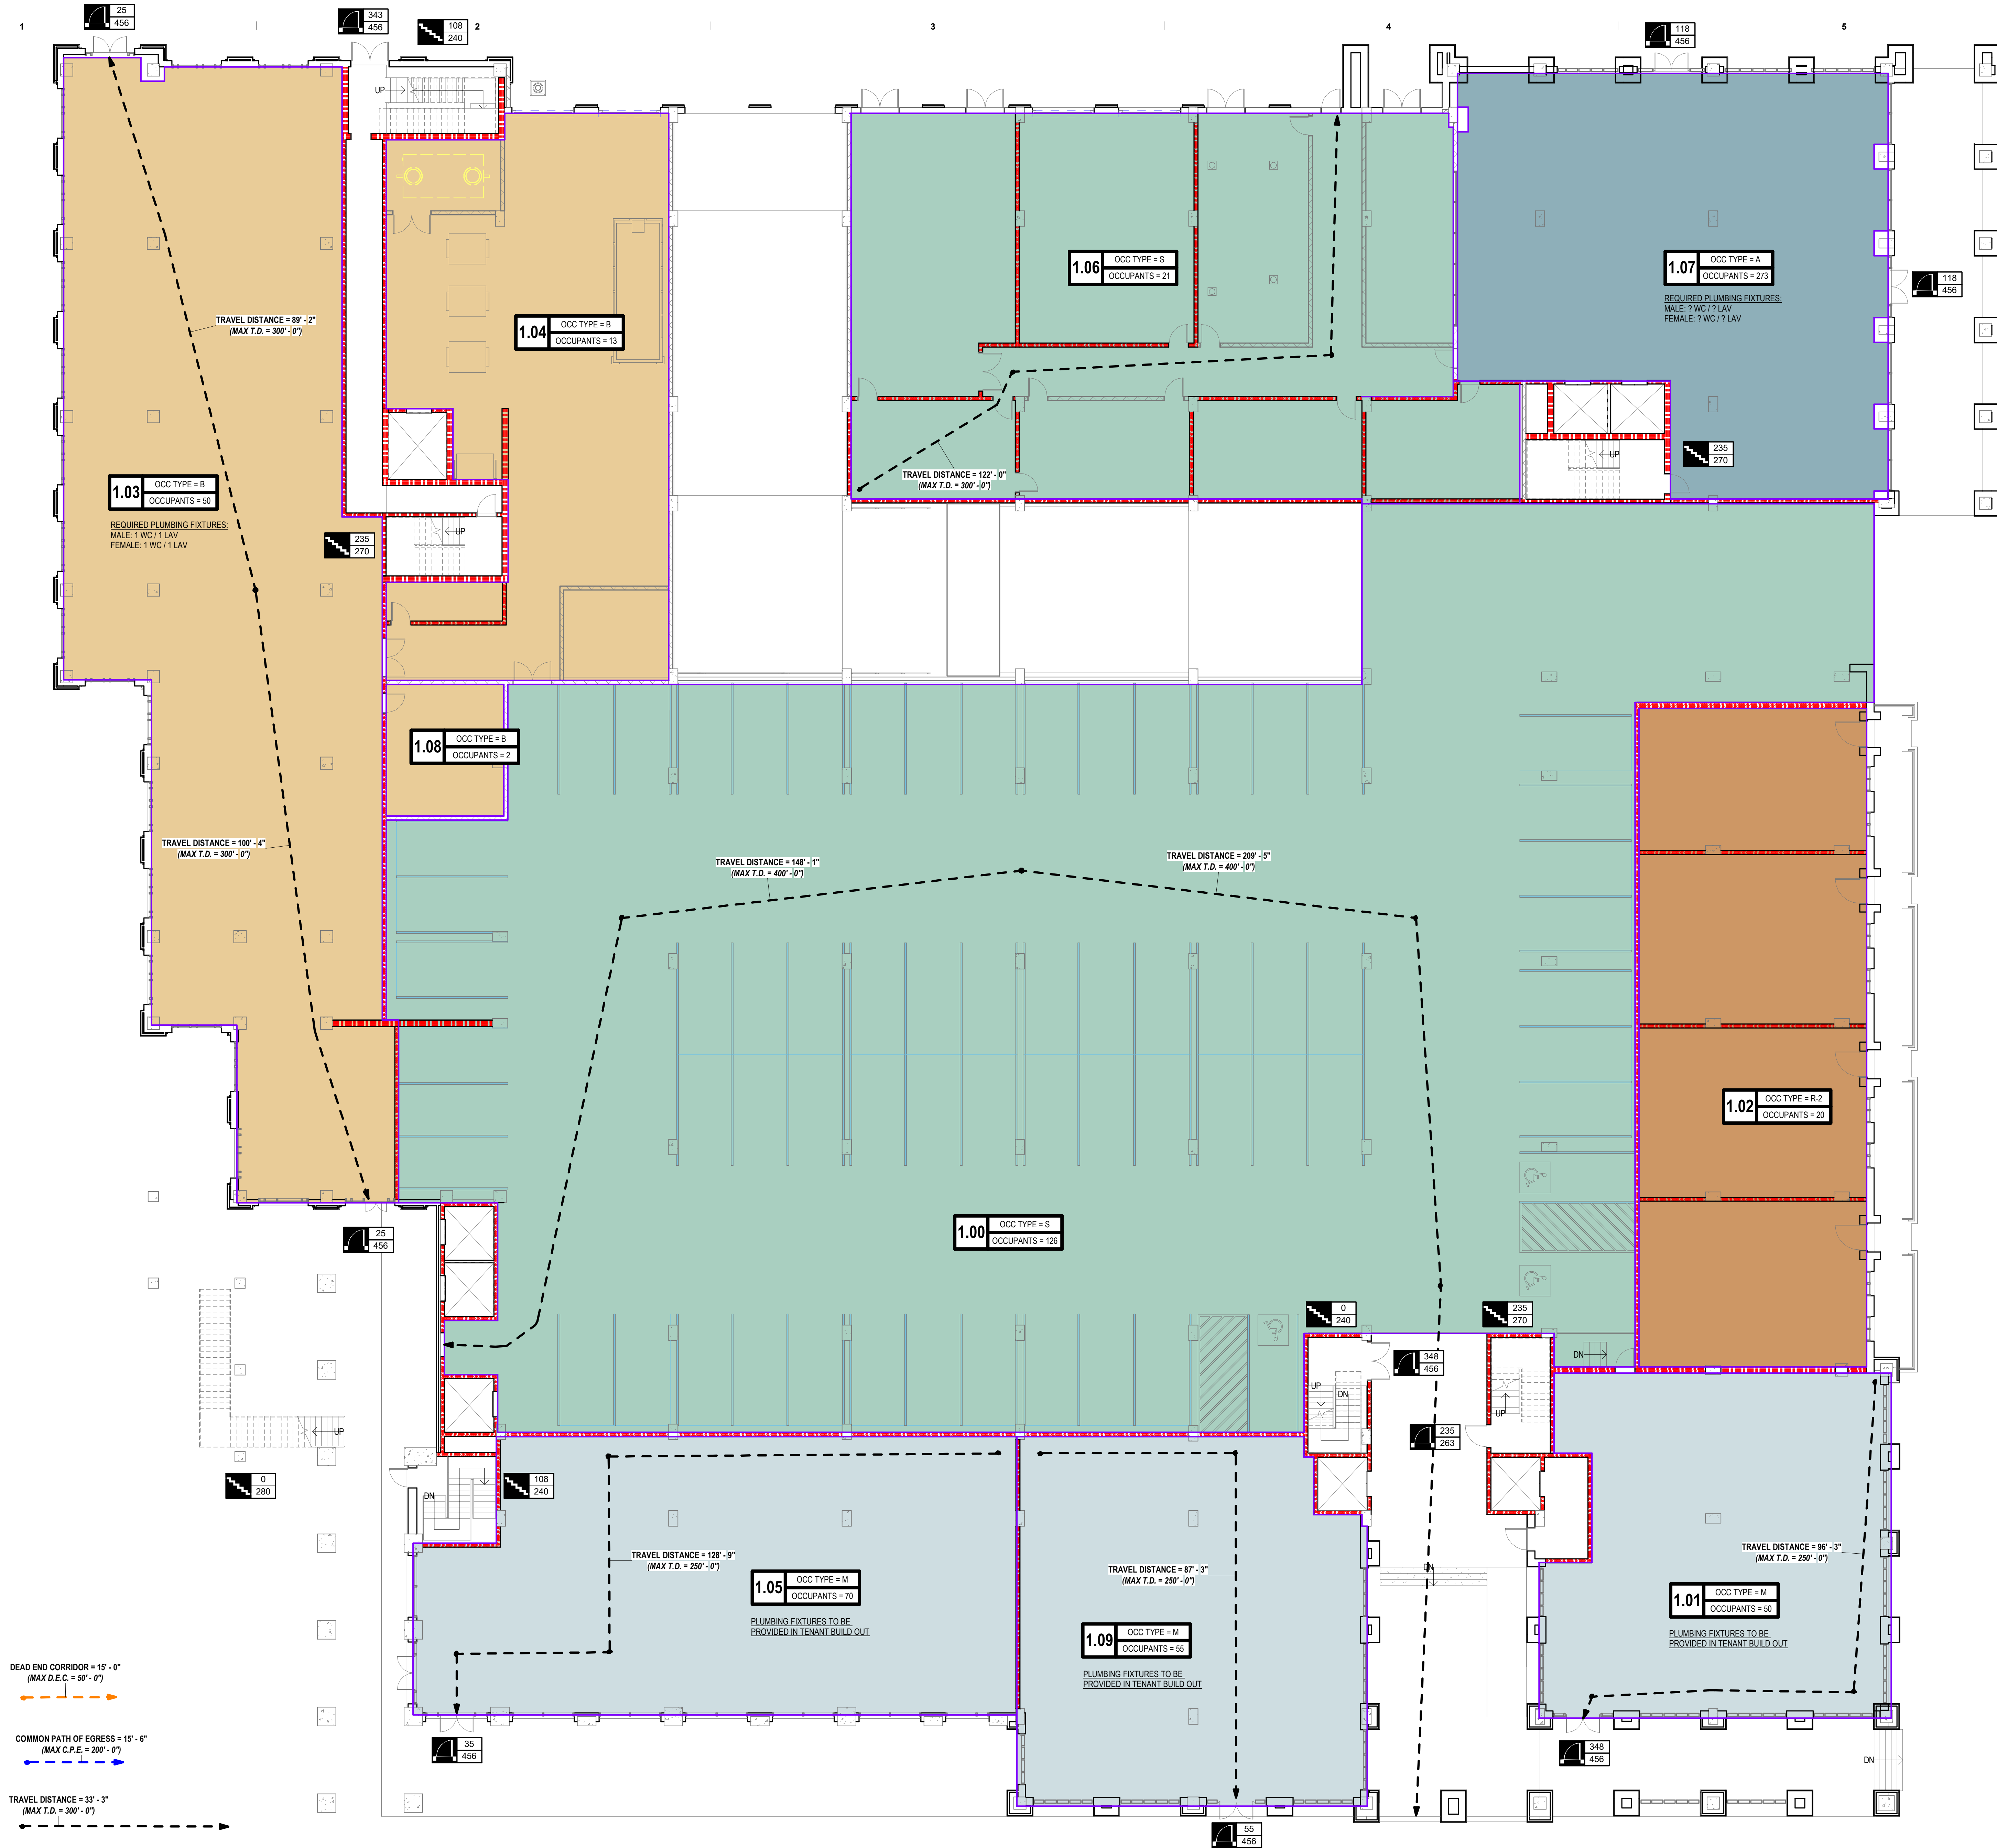 1
2
3
4
5
25
456
343
456
108
240
118
456
UP
1.06
OCC TYPE = S
OCCUPANTS = 21
1.07
OCC TYPE = A
OCCUPANTS = 273
REQUIRED PLUMBING FIXTURES:
MALE: ? WC / ? LAV
FEMALE: ? WC / ? LAV
118
456
TRAVEL DISTANCE = 89' - 2"
(MAX T.D. = 300' - 0")
1.04
OCC TYPE = B
OCCUPANTS = 13
1.03
OCC TYPE = B
OCCUPANTS = 50
REQUIRED PLUMBING FIXTURES:
MALE: 1 WC / 1 LAV
FEMALE: 1 WC / 1 LAV
TRAVEL DISTANCE = 122' - 0"
(MAX T.D. = 300' - 0")
UP
235
270
235
270
UP
1.08
OCC TYPE = B
OCCUPANTS = 2
TRAVEL DISTANCE = 100' - 4"
(MAX T.D. = 300' - 0")
TRAVEL DISTANCE = 148' - 1"
(MAX T.D. = 400' - 0")
TRAVEL DISTANCE = 209' - 5"
(MAX T.D. = 400' - 0")
1.02
OCC TYPE = R-2
OCCUPANTS = 20
1.00
OCC TYPE = S
OCCUPANTS = 126
25
456
0
240
235
270
348
456
DN
UP
DN
UP
235
263
UP
0
280
DN
108
240
TRAVEL DISTANCE = 128' - 9"
(MAX T.D. = 250' - 0")
TRAVEL DISTANCE = 87' - 3"
(MAX T.D. = 250' - 0")
DN
TRAVEL DISTANCE = 96' - 3"
(MAX T.D. = 250' - 0")
1.05
OCC TYPE = M
OCCUPANTS = 70
PLUMBING FIXTURES TO BE
PROVIDED IN TENANT BUILD OUT
1.09
OCC TYPE = M
OCCUPANTS = 55
PLUMBING FIXTURES TO BE
PROVIDED IN TENANT BUILD OUT
1.01
OCC TYPE = M
OCCUPANTS = 50
PLUMBING FIXTURES TO BE
PROVIDED IN TENANT BUILD OUT
DEAD END CORRIDOR = 15' - 0"
(MAX D.E.C. = 50' - 0")
COMMON PATH OF EGRESS = 15' - 6"
(MAX C.P.E. = 200' - 0")
TRAVEL DISTANCE = 33' - 3"
(MAX T.D. = 300' - 0")
35
456
348
456
DN
55
456